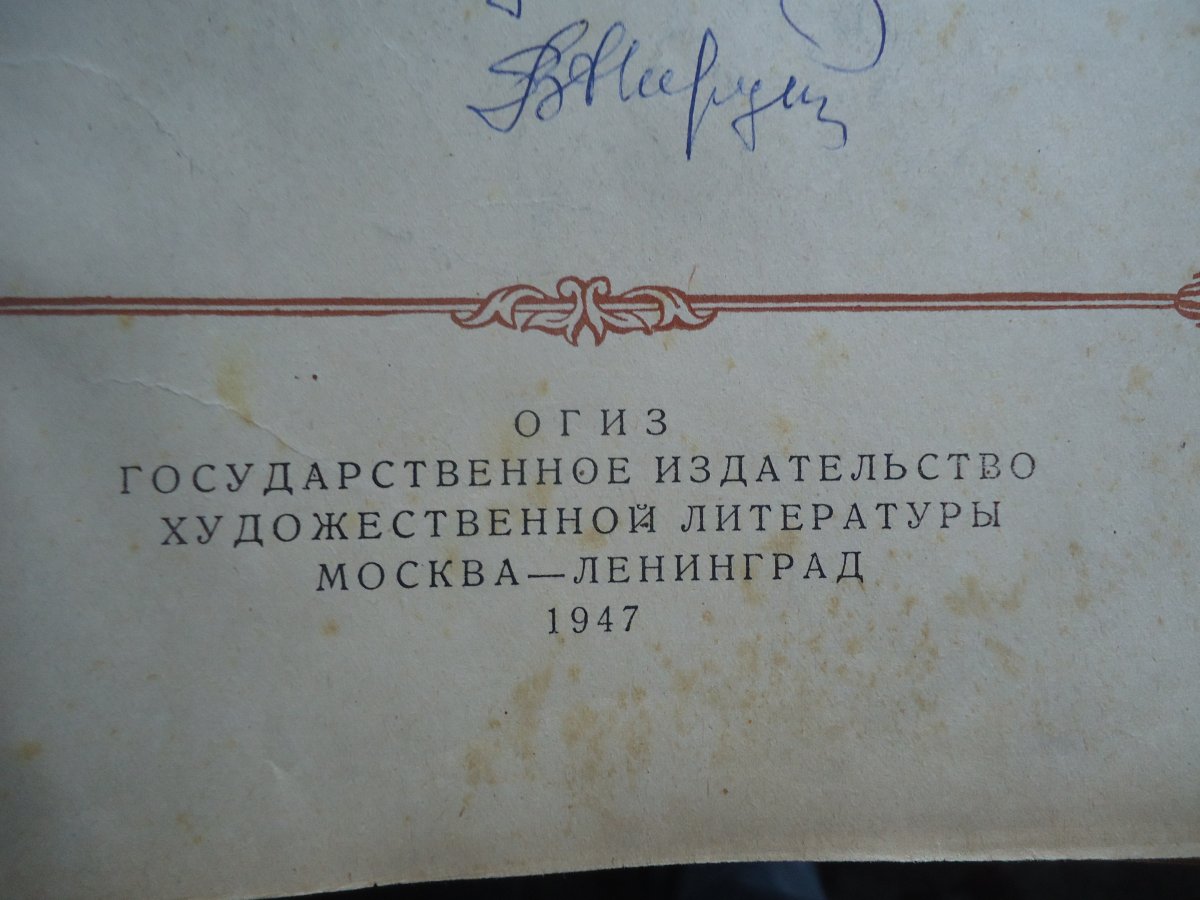 ОГИЗ
ГОСУДАРСТВЕННОЕ ИЗДАТЕЛЬСТВО
ХУДОЖЕСТВЕННОЙ ЛИТЕРАТУРЫ
МОСКВА—ЛЕНИНГРАД
1947